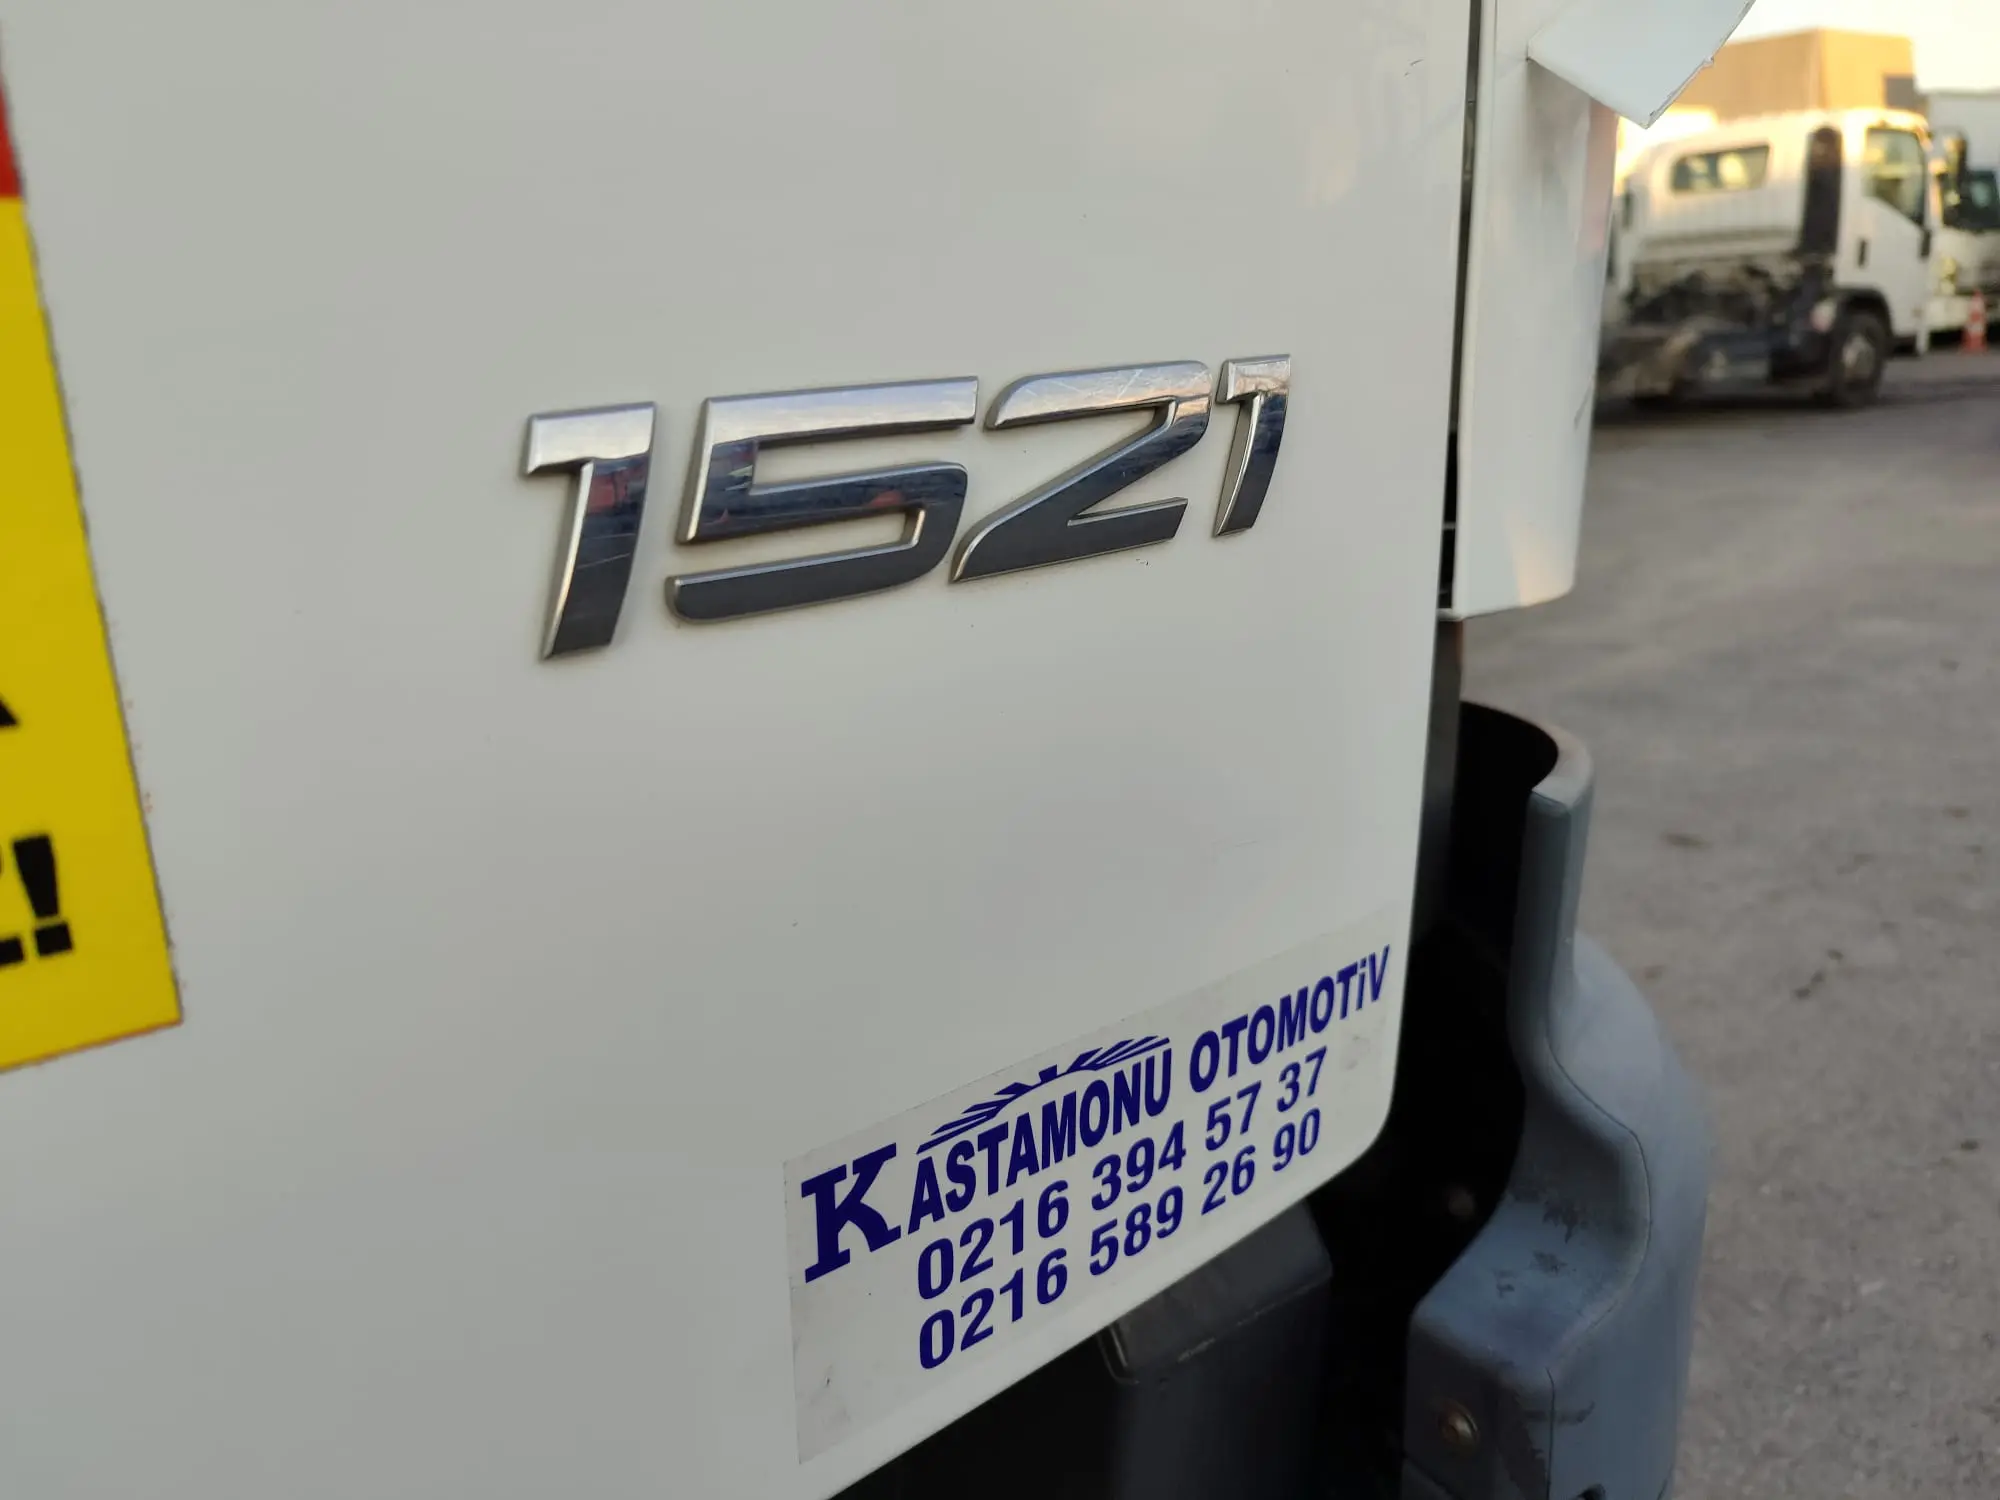 1521
!
KASTAMONU OTOMOTiV
0216 394 57 37
0216 589 26 90